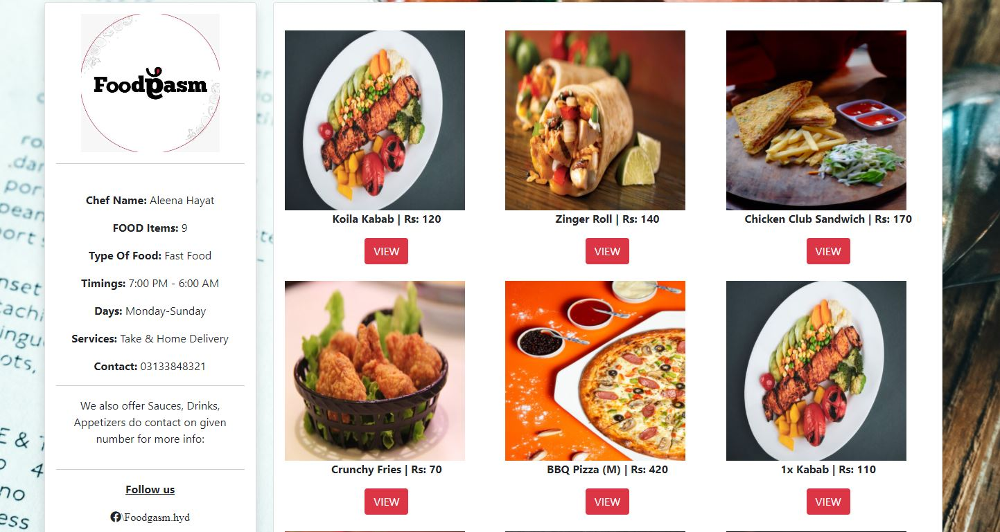 Foodgasm
Chef Name: Aleena Hayat
FOOD Items: 9
Type Of Food: Fast Food
Timings: 7:00 PM - 6:00 AM
Days: Monday-Sunday
Services: Take & Home Delivery
Contact: 03133848321
We also offer Sauces, Drinks,
Appetizers do contact on given
number for more info:
Follow us
\Foodgasm.hyd
Koila Kabab | Rs: 120
VIEW
Zinger Roll | Rs: 140
VIEW
Chicken Club Sandwich | Rs: 170
VIEW
Crunchy Fries | Rs: 70
VIEW
BBQ Pizza (M) | Rs: 420
VIEW
1x Kabab | Rs: 110
VIEW